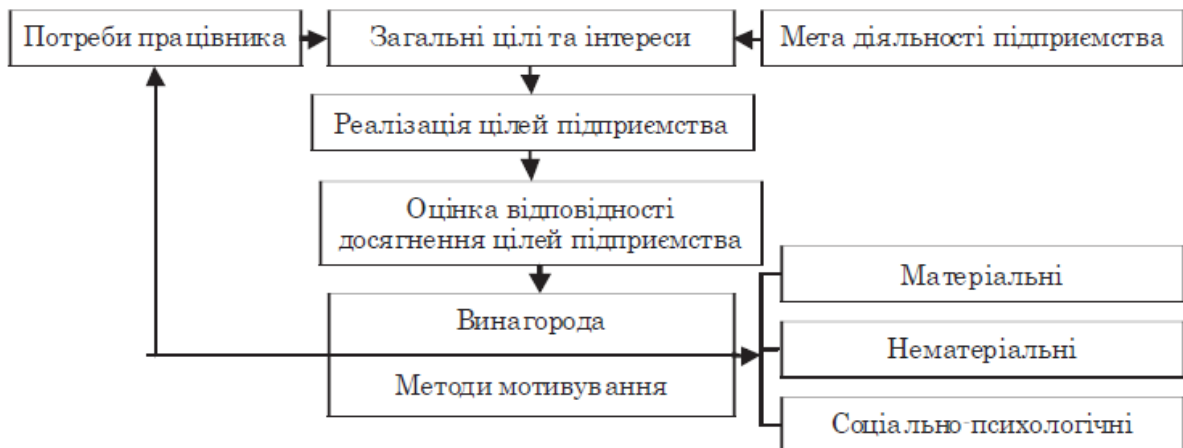 Потреби працівника
Загальні цілі та інтереси
Мета діяльності підприємства
Реалізація цілей підприємства
Оцінка відповідності
досягнення цілей підприємства
Винагорода
Методи мотивування
Матеріальні
Нематеріальні
Соціально-психологічні